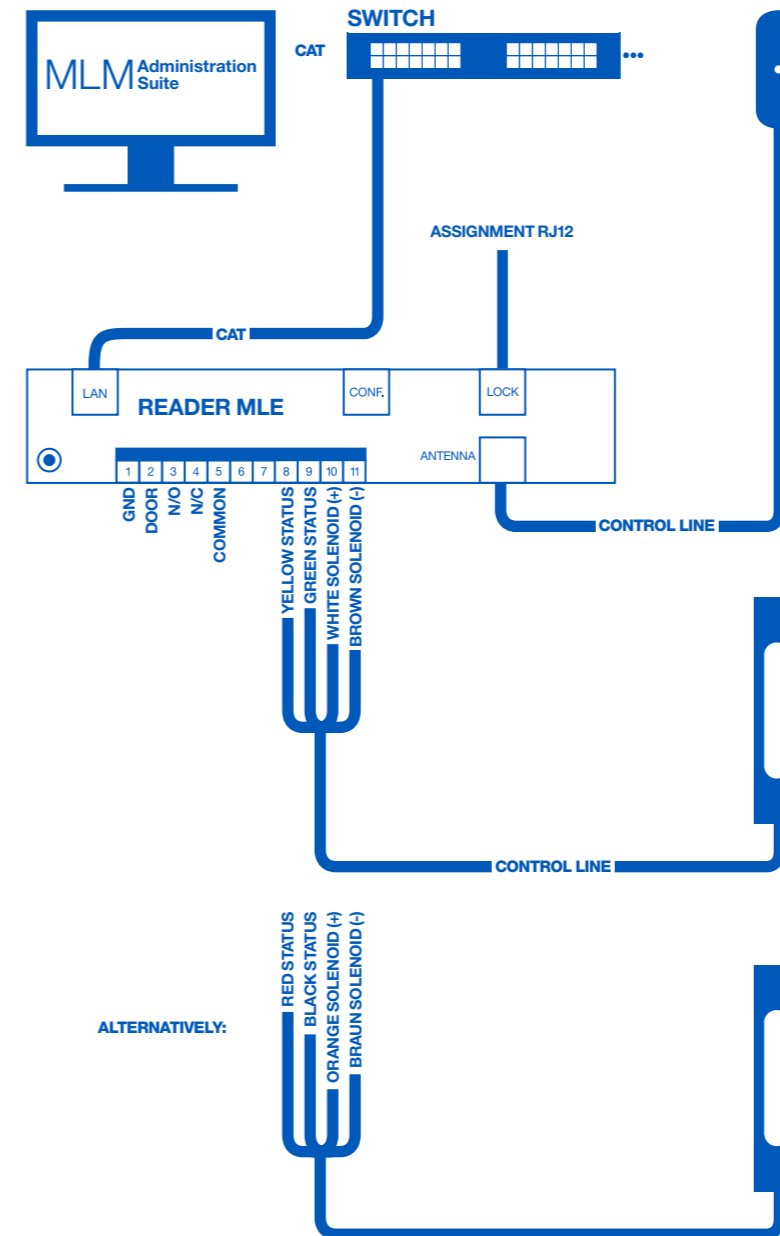 SWITCH
CAT
MLM Administration
Suite
...
ASSIGNMENT RJ12
CAT
LAN
READER MLE
CONF.
LOCK
ANTENNA
1 2 3 4 5 6 7 8 9 10 11
GND
DOOR
N/O
N/C
COMMON
YELLOW STATUS
GREEN STATUS
WHITE SOLENOID (+)
BROWN SOLENOID (-)
CONTROL LINE
CONTROL LINE
ALTERNATIVELY:
RED STATUS
BLACK STATUS
ORANGE SOLENOID (+)
BRAUN SOLENOID (-)